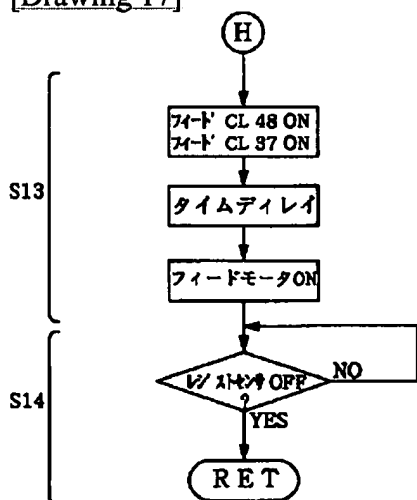 [Drawing 17]
H
フィード CL 48 ON
フィード CL 37 ON
S13
タイムディレイ
フィードモータON
レジストセンサ OFF
?
NO
S14
YES
RET